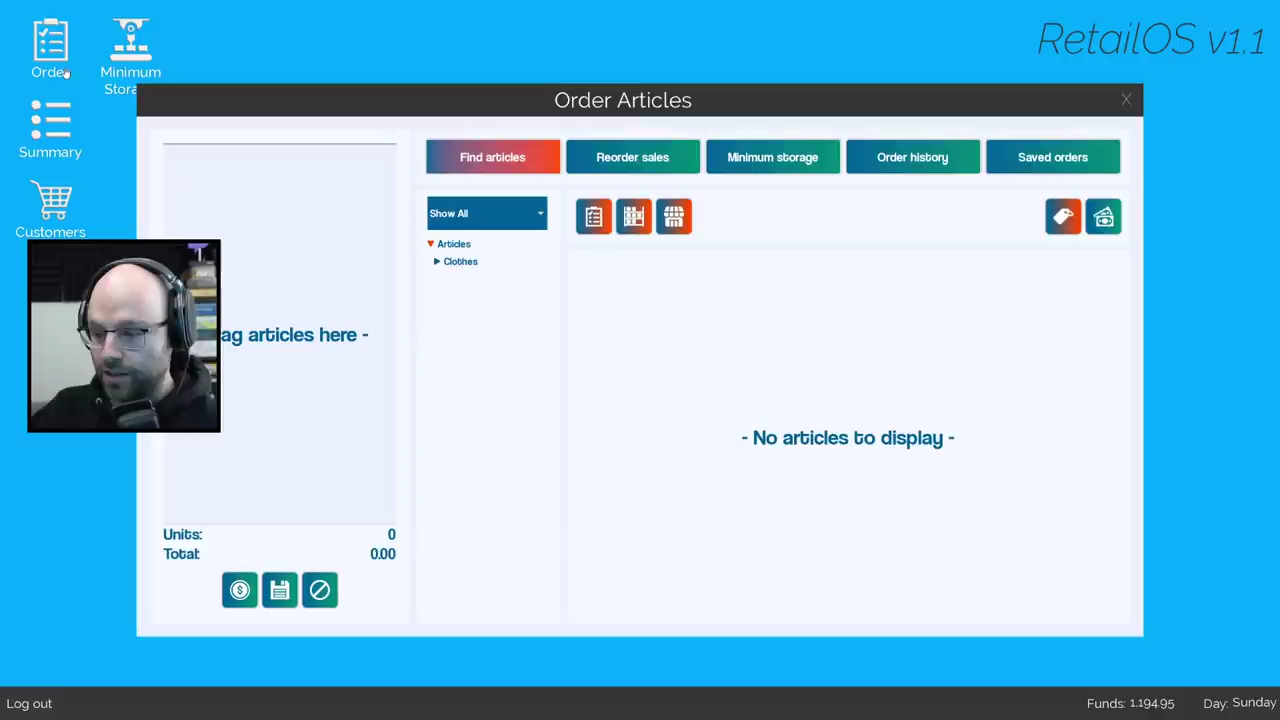 RetailOS v1.1
Order
Minimum
Stora
Summary
Customers
Order Articles
X
Find articles
Reorder sales
Minimum storage
Order history
Saved orders
Show All
Articles
Clothes
ag articles here -
- No articles to display -
Units: 0
Total: 0.00
Log out
Funds: 1.194.95
Day: Sunday